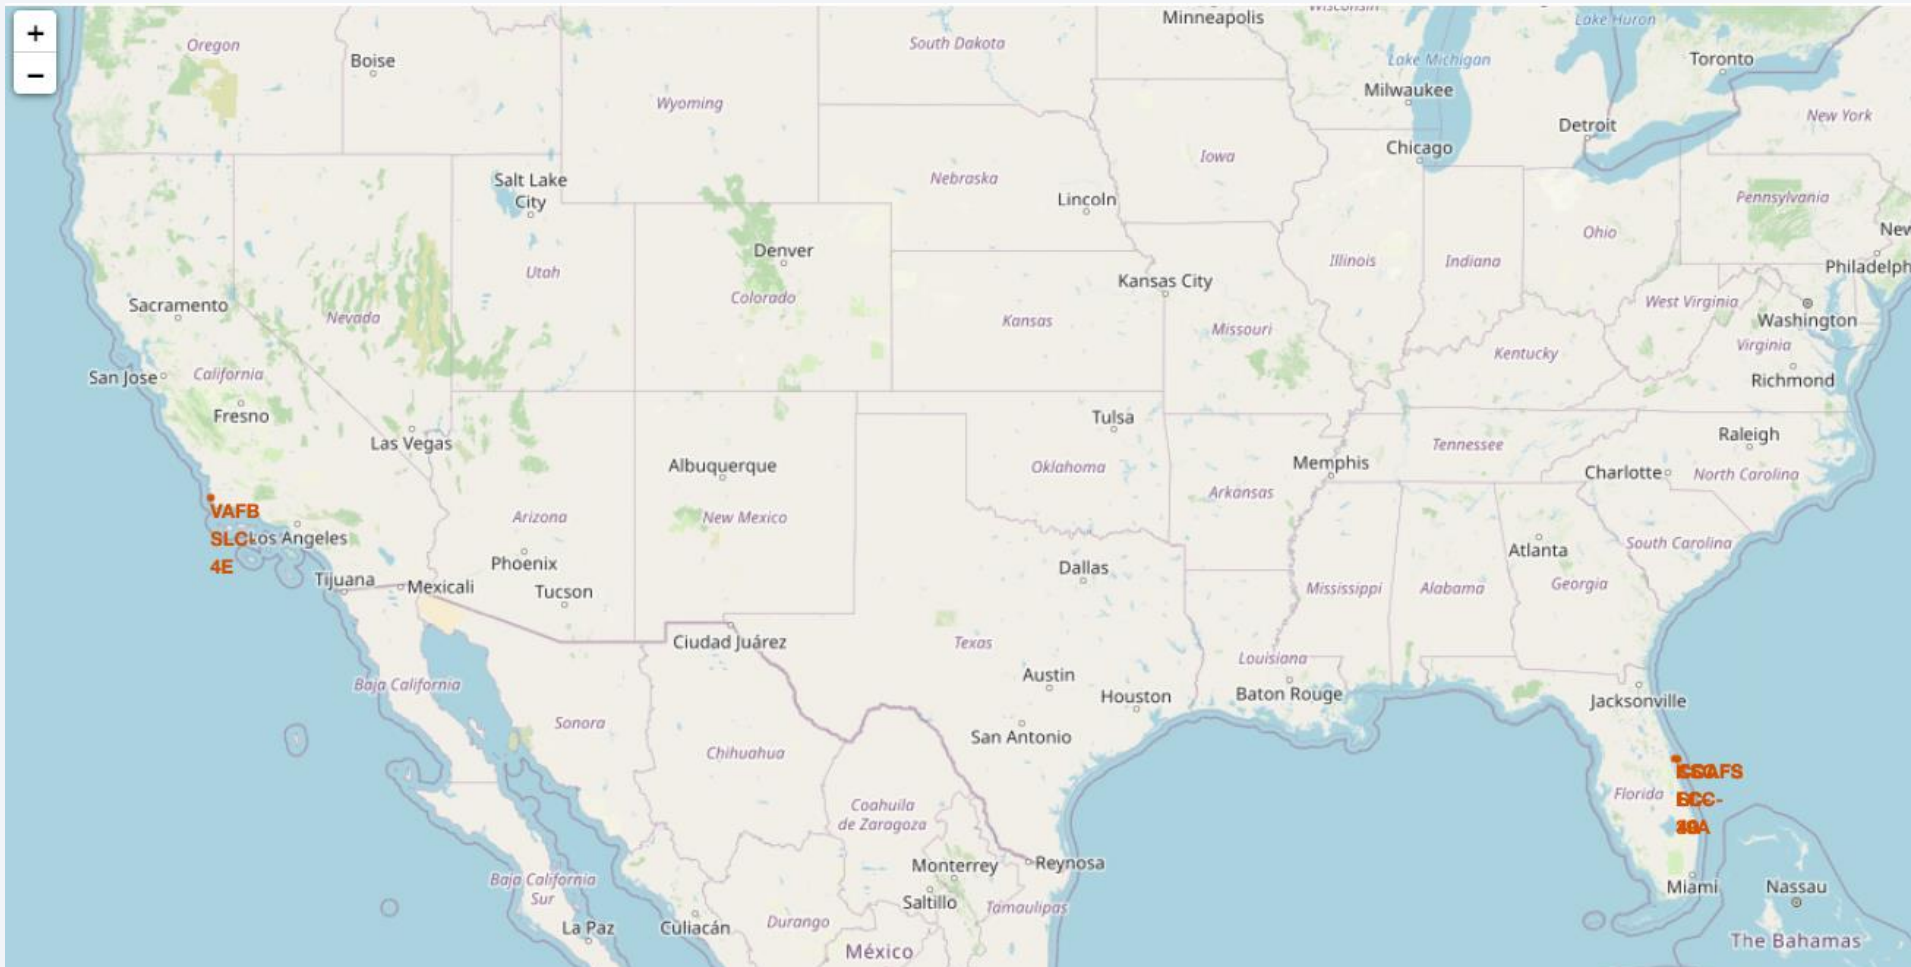 +
−
Oregon
Boise
Wyoming
South Dakota
Minneapolis
Wisconsin
Lake Michigan
Lake Huron
Toronto
Milwaukee
Detroit
New York
Chicago
Iowa
Nebraska
Lincoln
Salt Lake
City
Pennsylvania
New
Philadelph
Ohio
Denver
Utah
Colorado
Kansas City
Illinois
Indiana
Sacramento
Nevada
Kansas
Missouri
West Virginia
Washington
Virginia
Kentucky
Richmond
San Jose
California
Fresno
Las Vegas
Tulsa
Tennessee
Raleigh
Albuquerque
Oklahoma
Memphis
Charlotte
North Carolina
Arkansas
VAFB
SLC-
4E
Los Angeles
Arizona
New Mexico
Phoenix
Tucson
Dallas
Atlanta
South Carolina
Tijuana
Mexicali
Mississippi
Alabama
Georgia
Ciudad Juárez
Texas
Louisiana
Baton Rouge
Baja California
Austin
Houston
Jacksonville
Sonora
Chihuahua
San Antonio
Florida
Coahuila
de Zaragoza
Monterrey
Reynosa
Baja California
Sur
Saltillo
Tamaulipas
Miami
Nassau
La Paz
Culiacán
Durango
México
The Bahamas